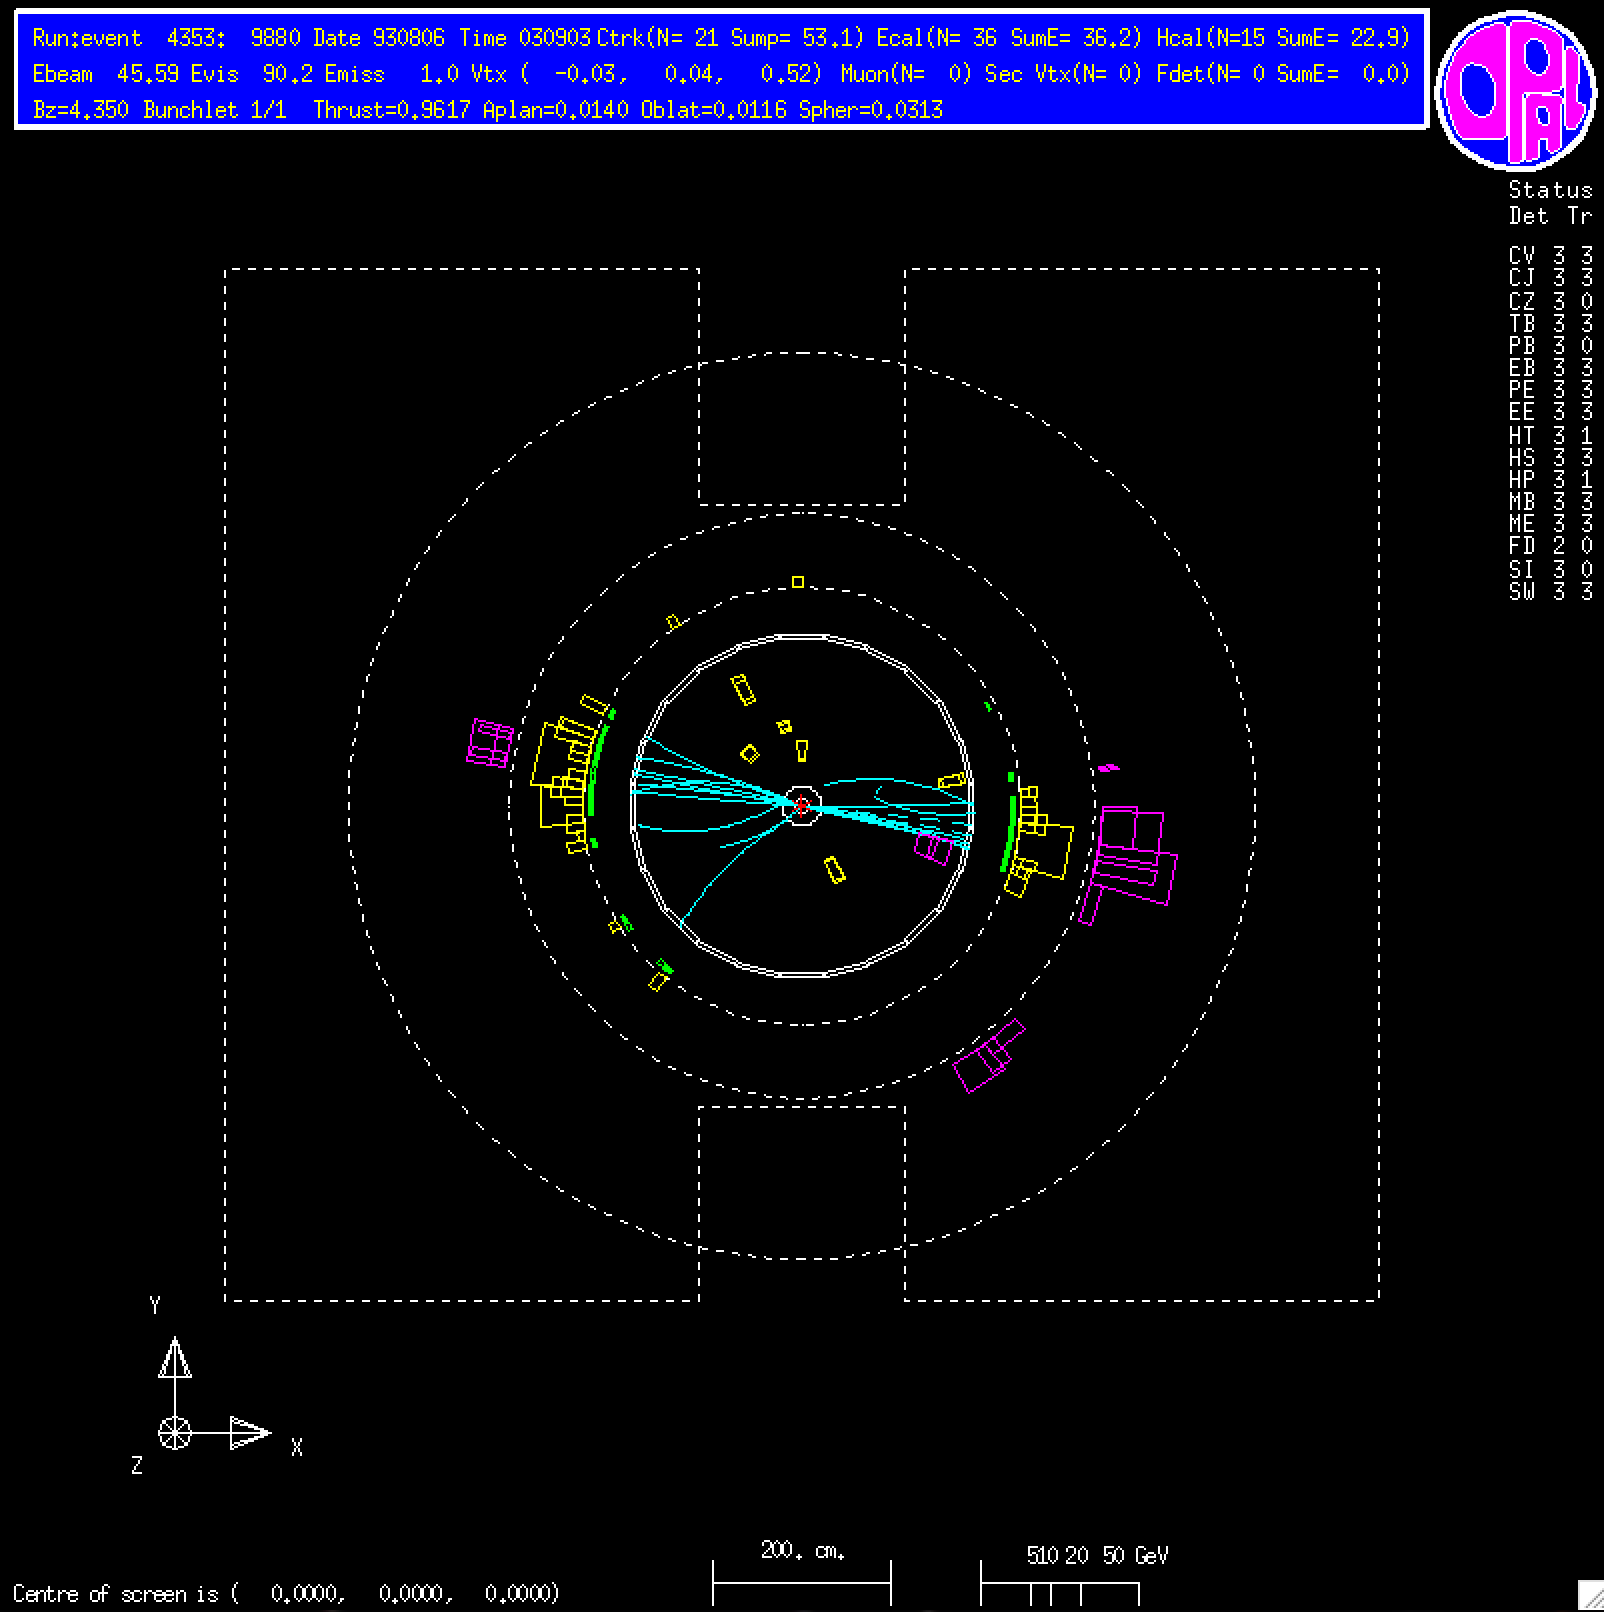 Run:event 4353: 9880 Date 930806 Time 030903 Ctrk(N= 21 Sump= 53.1) Ecal(N= 36 SumE= 36.2) Hcal(N=15 SumE= 22.9)
Ebeam 45.59 Evis 90.2 Emiss 1.0 Vtx ( -0.03, 0.04, 0.52) Muon(N= 0) Sec Vtx(N= 0) Fdet(N= 0 SumE= 0.0)
Bz=4.350 Bunchlet 1/1 Thrust=0.9617 Aplan=0.0140 Oblat=0.0116 Spher=0.0313
OPAL
Status
Det Tr
CV 3 3
CJ 3 3
CZ 3 0
TB 3 3
PB 3 0
EB 3 3
PE 3 3
EE 3 3
HT 3 1
HS 3 3
HP 3 1
MB 3 3
ME 3 3
FD 2 0
SI 3 0
SW 3 3
Y
X
Z
200. cm.
5 10 20 50 GeV
Centre of screen is ( 0.0000, 0.0000, 0.0000)